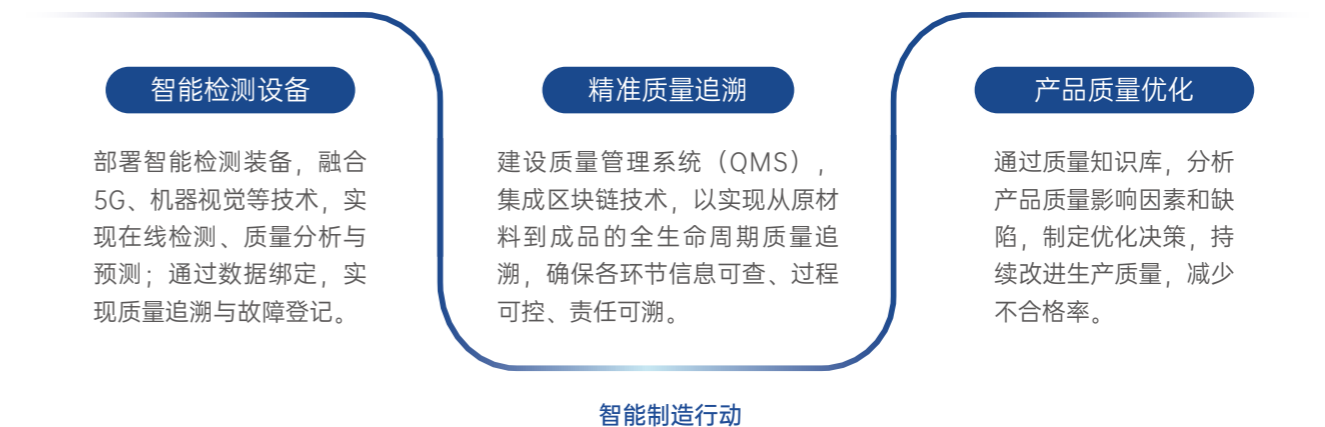 智能检测设备
部署智能检测装备，融合
5G、机器视觉等技术，实
现在线检测、质量分析与
预测；通过数据绑定，实
现质量追溯与故障登记。
精准质量追溯
建设质量管理系统（QMS），
集成区块链技术，以实现从原材
料到成品的全生命周期质量追
溯，确保各环节信息可查、过程
可控、责任可溯。
产品质量优化
通过质量知识库，分析
产品质量影响因素和缺
陷，制定优化决策，持
续改进生产质量，减少
不合格率。
智能制造行动